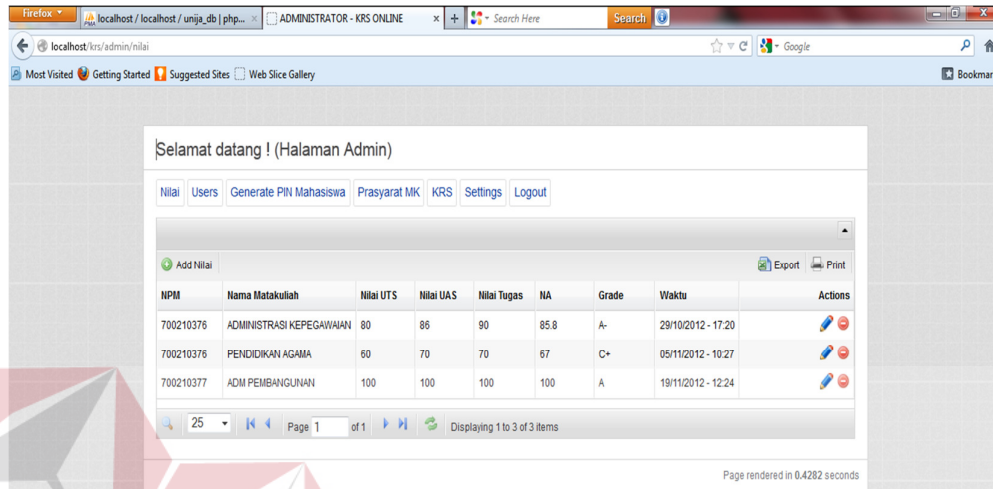 Firefox
localhost / localhost / unija_db | php... ×
ADMINISTRATOR - KRS ONLINE ×
+
Search Here
Search
localhost/krs/admin/nilai
Google
Most Visited Getting Started Suggested Sites Web Slice Gallery
Bookmar
Selamat datang ! (Halaman Admin)
Nilai Users Generate PIN Mahasiswa Prasyarat MK KRS Settings Logout
Add Nilai Export Print
NPM Nama Matakuliah Nilai UTS Nilai UAS Nilai Tugas NA Grade Waktu Actions
700210376 ADMINISTRASI KEPEGAWAIAN 80 86 90 85.8 A- 29/10/2012 - 17:20
700210376 PENDIDIKAN AGAMA 60 70 70 67 C+ 05/11/2012 - 10:27
700210377 ADM PEMBANGUNAN 100 100 100 100 A 19/11/2012 - 12:24
25 Page 1 of 1 Displaying 1 to 3 of 3 items
Page rendered in 0.4282 seconds